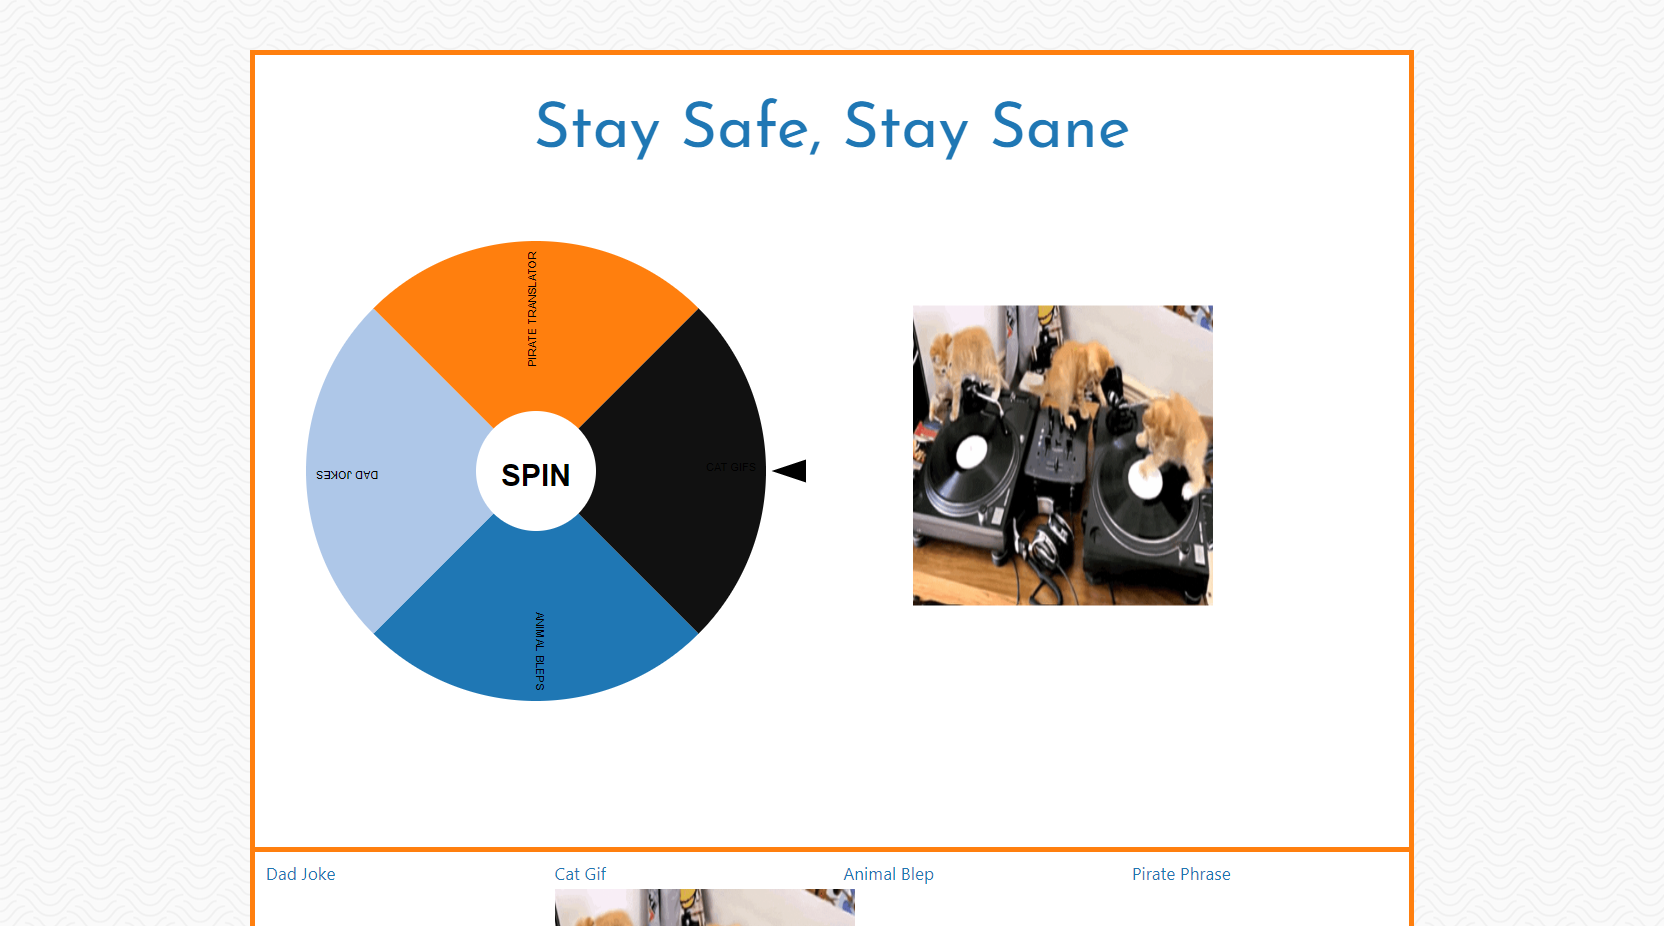 Stay Safe, Stay Sane
PIRATE TRANSLATOR
CAT GIFS
DAD JOKES
SPIN
ANIMAL BLEPS
Dad Joke
Cat Gif
Animal Blep
Pirate Phrase